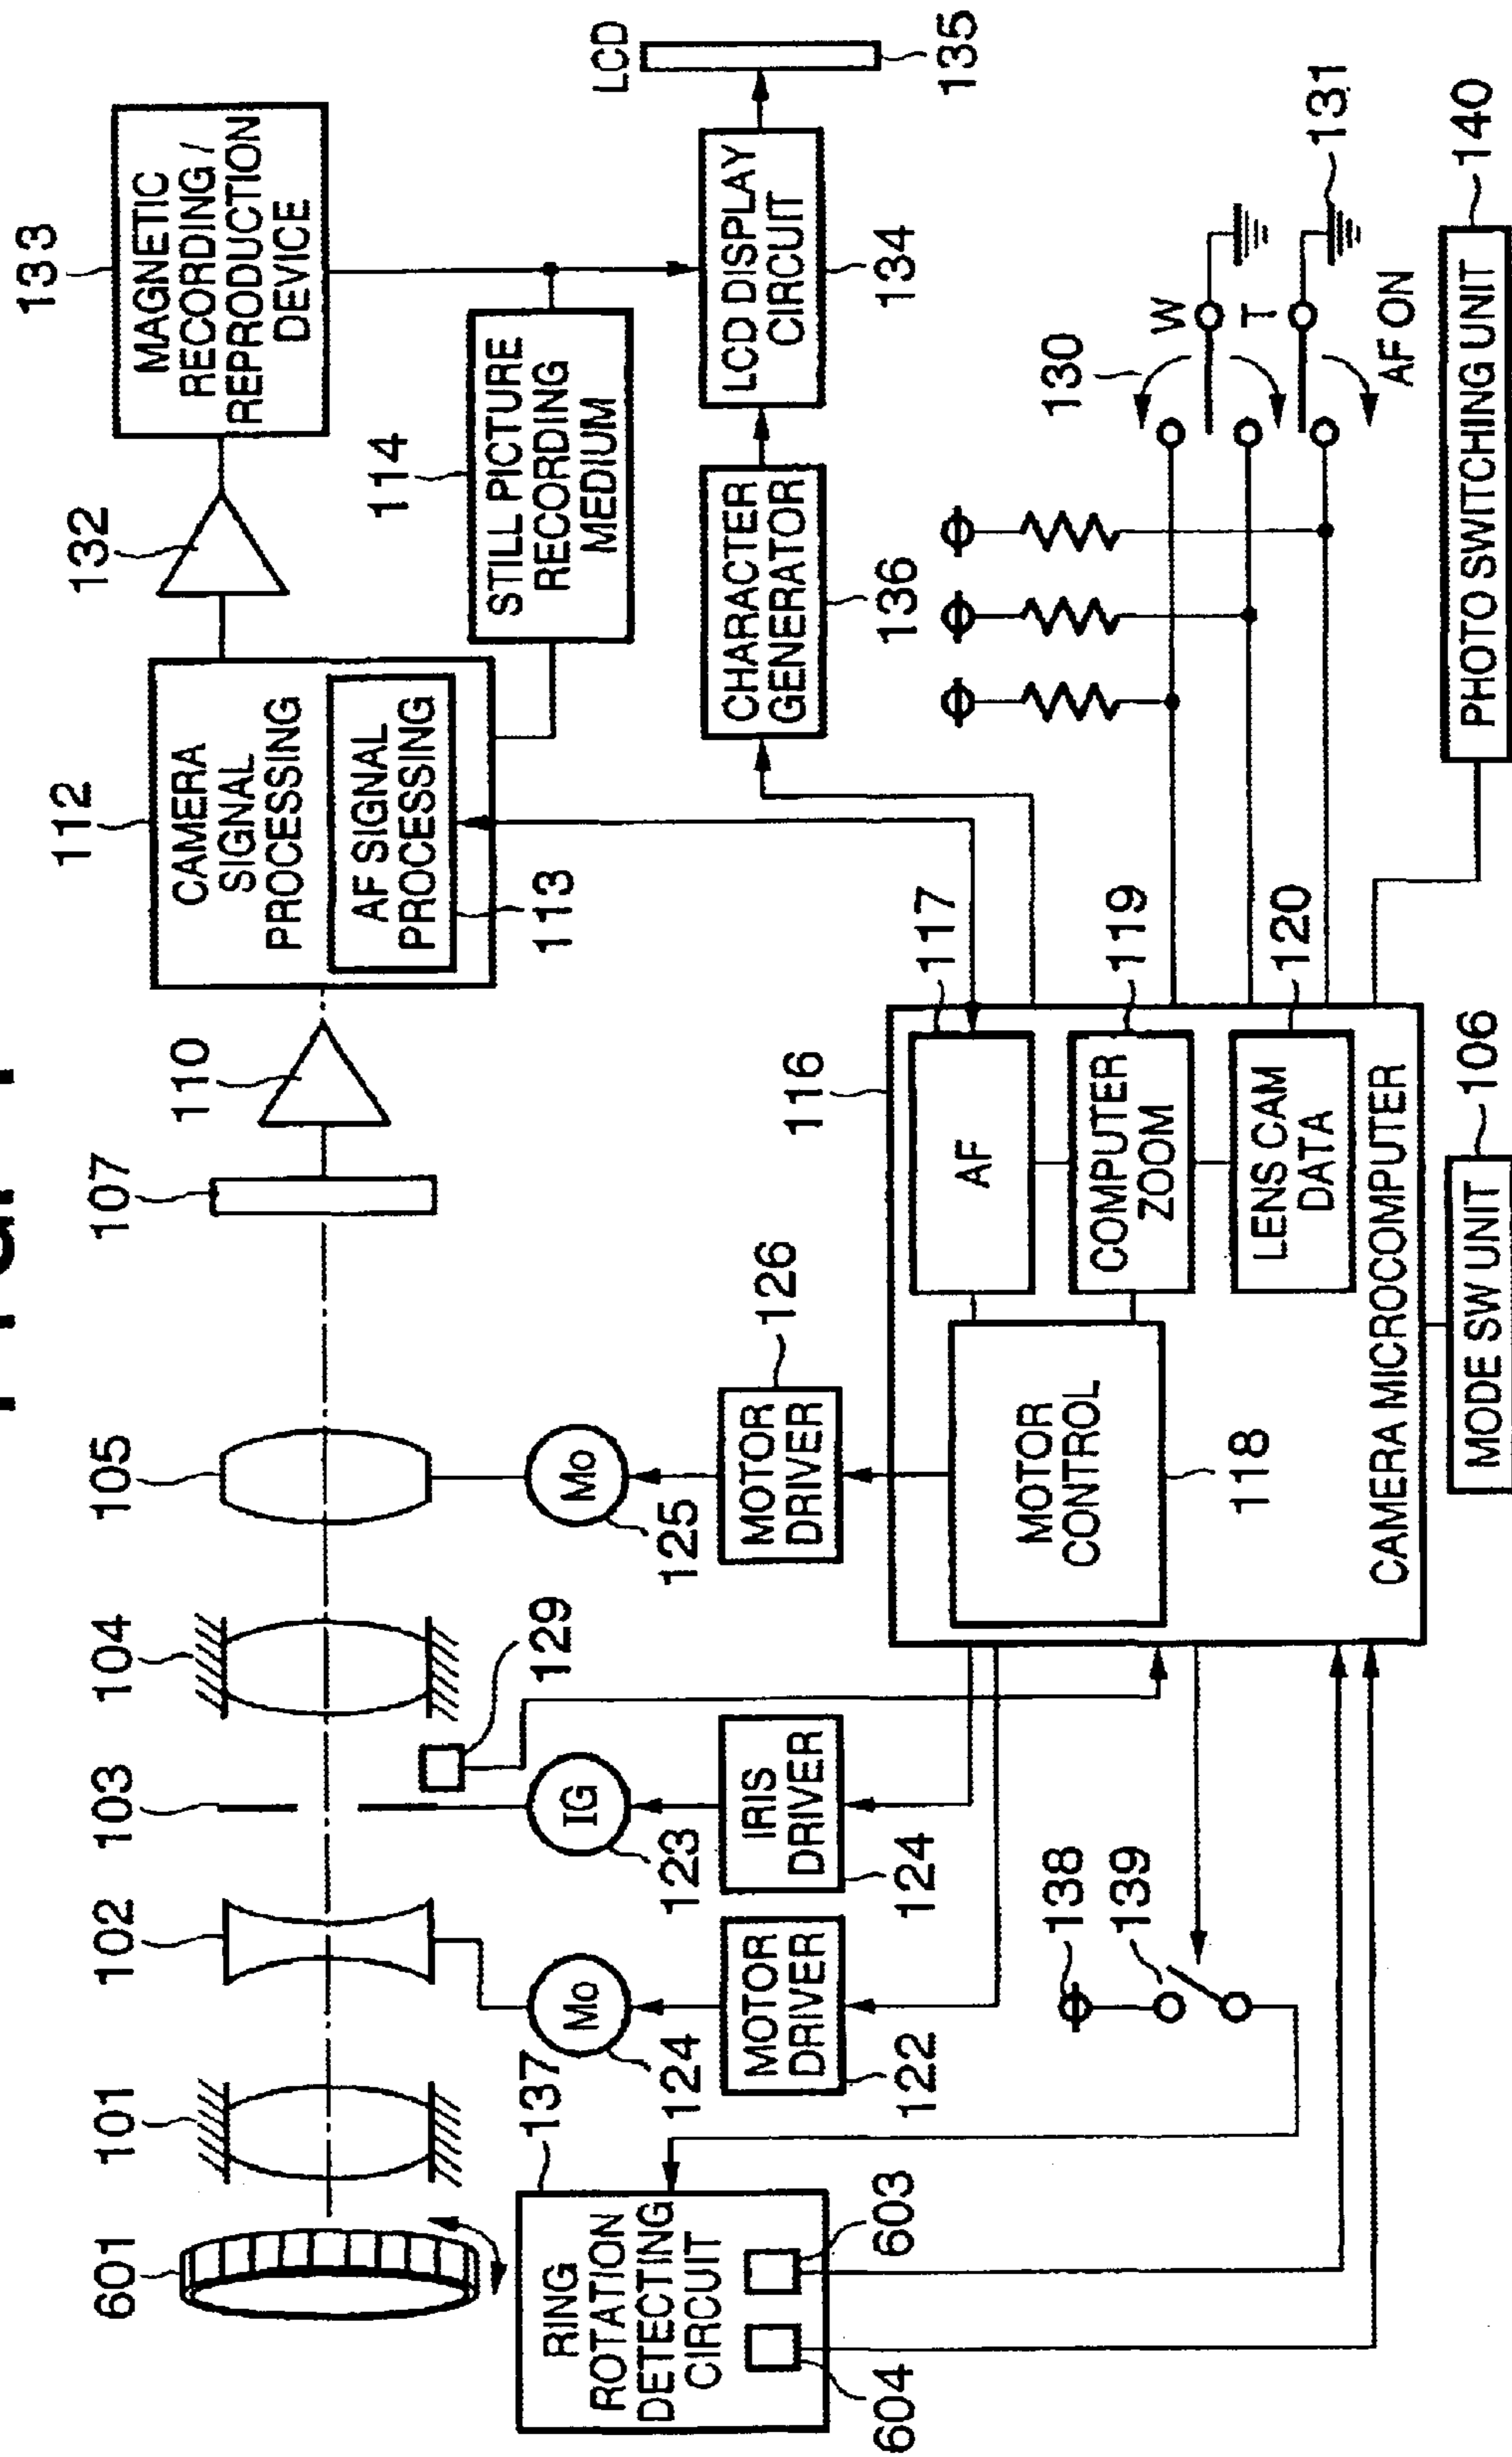 133
MAGNETIC
RECORDING /
REPRODUCTION
DEVICE
132
112
CAMERA
SIGNAL
PROCESSING
AF SIGNAL
PROCESSING
113
114
STILL PICTURE
RECORDING
MEDIUM
LCD
135
LCD DISPLAY
CIRCUIT
134
CHARACTER
GENERATOR
136
110
107
105
104
103
102
101
601
129
126
MOTOR
DRIVER
Mo
125
IG
123
IRIS
DRIVER
124
Mo
124
MOTOR
DRIVER
122
137
RING
ROTATION
DETECTING
CIRCUIT
603
604
138
139
116
117
AF
119
COMPUTER
ZOOM
120
LENS CAM
DATA
MOTOR
CONTROL
118
CAMERA MICROCOMPUTER
MODE SW UNIT
106
130
W
T
131
AF ON
PHOTO SWITCHING UNIT
140